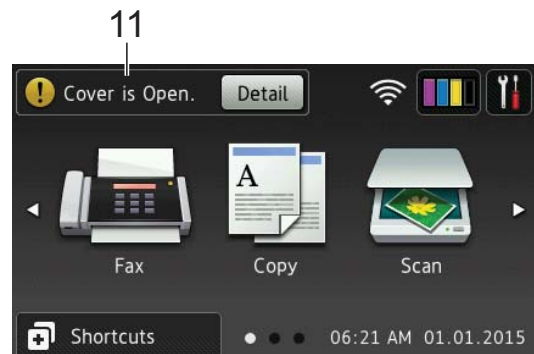 11
Cover is Open. Detail
A
Fax Copy Scan
Shortcuts 06:21 AM 01.01.2015